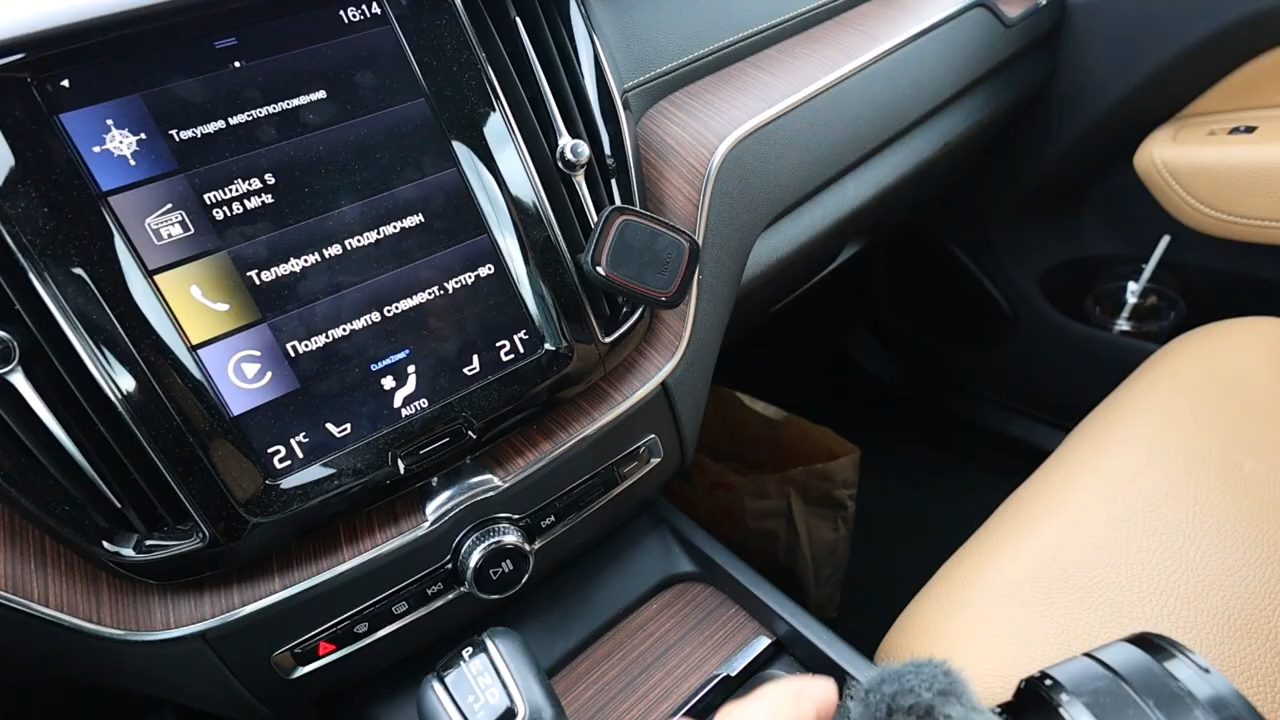 16:14
Текущее местоположение
muzika s
91.6 MHz
FM
Телефон не подключен
Подключите совмест. устр-во
CLEANZONE
AUTO
21°C
21°C
hoco.
P
R
N
D